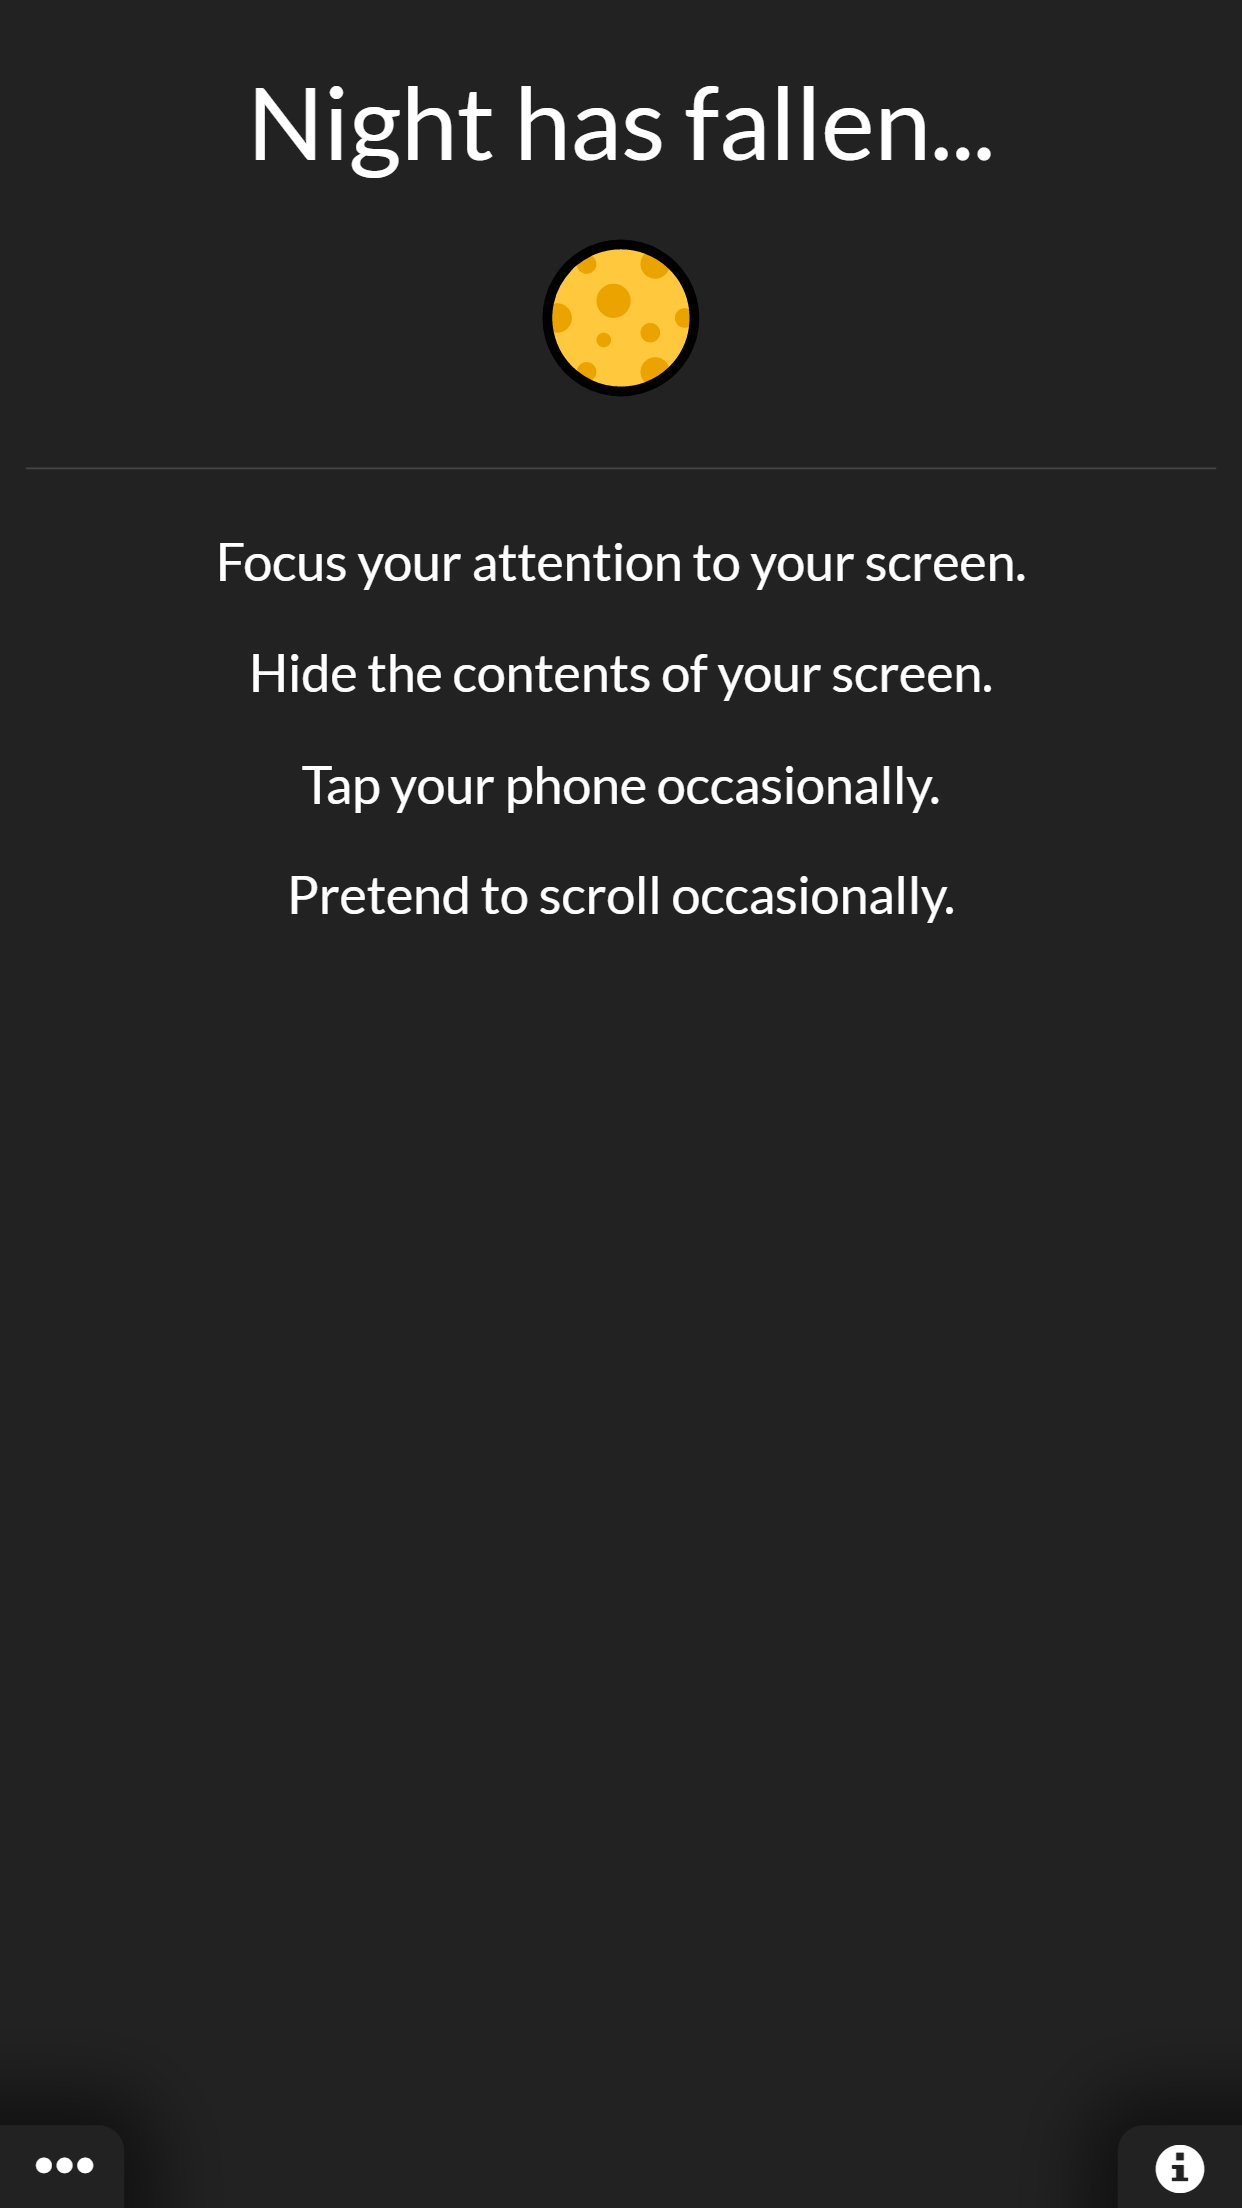 Night has fallen...
Focus your attention to your screen.
Hide the contents of your screen.
Tap your phone occasionally.
Pretend to scroll occasionally.